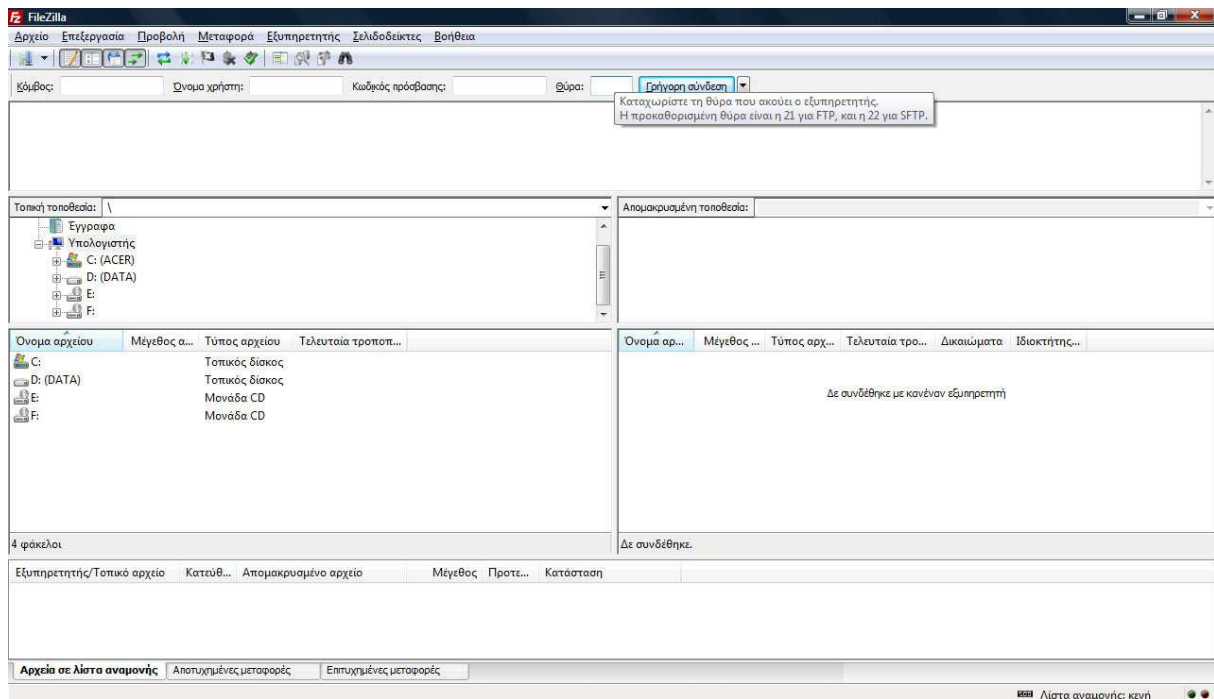 FileZilla
Αρχείο Επεξεργασία Προβολή Μεταφορά Εξυπηρετητής Σελιδοδείκτες Βοήθεια
Κόμβος: Όνομα χρήστη: Κωδικός πρόσβασης: Θύρα: Γρήγορη σύνδεση
Καταχωρίστε τη θύρα που ακούει ο εξυπηρετητής.
Η προκαθορισμένη θύρα είναι η 21 για FTP, και η 22 για SFTP.
Τοπική τοποθεσία: \
Απομακρυσμένη τοποθεσία:
Έγγραφα
Υπολογιστής
C: (ACER)
D: (DATA)
E:
F:
Όνομα αρχείου Μέγεθος α... Τύπος αρχείου Τελευταία τροποπ...
C: Τοπικός δίσκος
D: (DATA) Τοπικός δίσκος
E: Μονάδα CD
F: Μονάδα CD
4 φάκελοι
Όνομα αρ... Μέγεθος ... Τύπος αρχ... Τελευταία τρο... Δικαιώματα Ιδιοκτήτης...
Δε συνδέθηκε με κανέναν εξυπηρετητή
Δε συνδέθηκε.
Εξυπηρετητής/Τοπικό αρχείο Κατεύθ... Απομακρυσμένο αρχείο Μέγεθος Προτε... Κατάσταση
Αρχεία σε λίστα αναμονής Αποτυχημένες μεταφορές Επιτυχημένες μεταφορές
Λίστα αναμονής: κενή